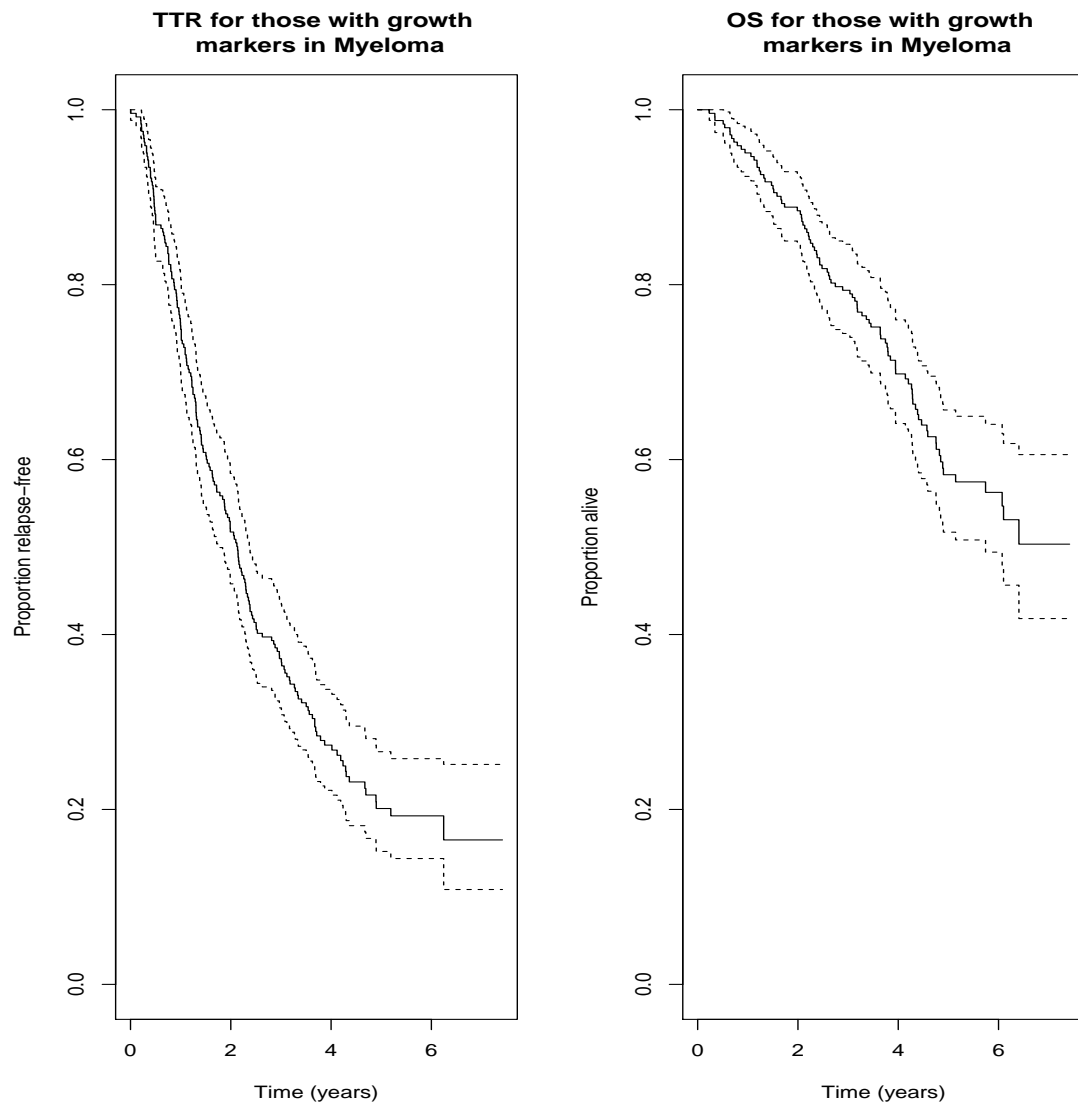 TTR for those with growth
markers in Myeloma
Proportion relapse−free
1.0
0.8
0.6
0.4
0.2
0.0
0 2 4 6
Time (years)
OS for those with growth
markers in Myeloma
Proportion alive
1.0
0.8
0.6
0.4
0.2
0.0
0 2 4 6
Time (years)